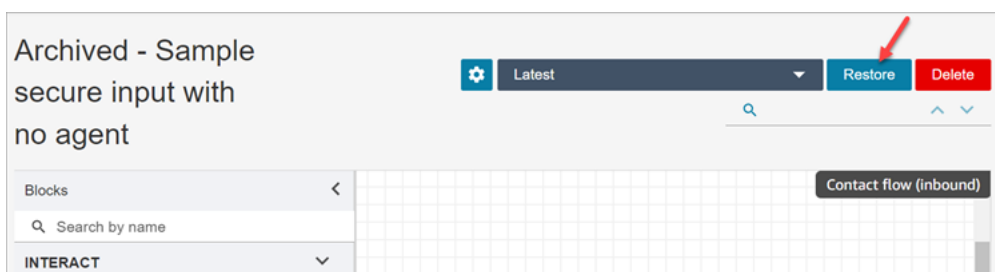 Archived - Sample
secure input with
no agent
Latest
Restore
Delete
Blocks
Contact flow (inbound)
Search by name
INTERACT